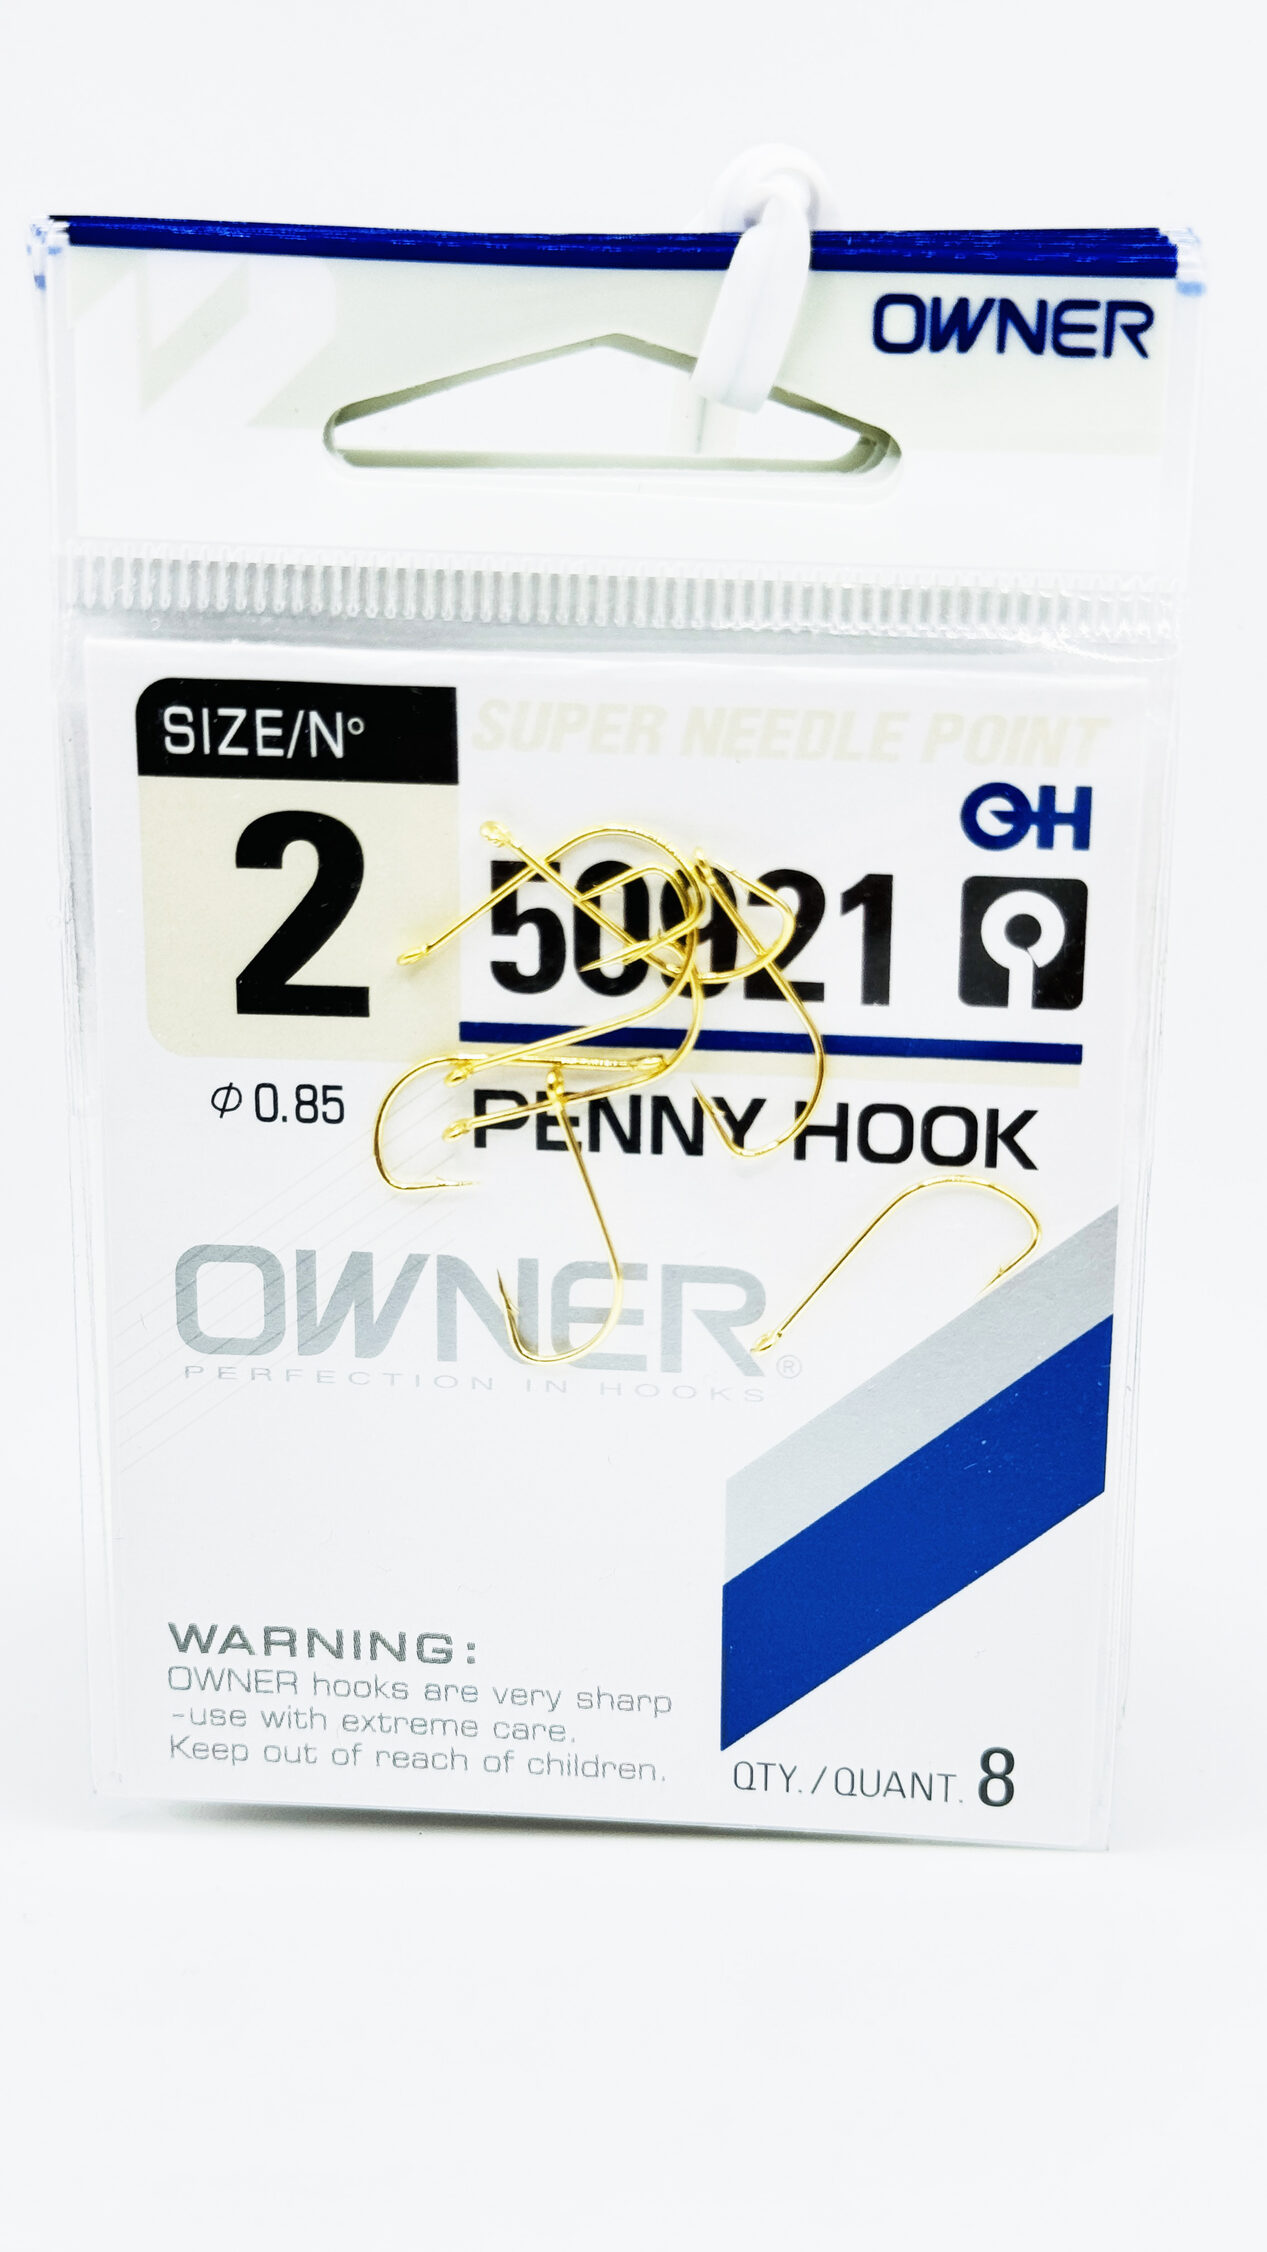 OWNER
SIZE/Nº
SUPER NEEDLE POINT
2
50921
Φ 0.85
PENNY HOOK
OWNER®
PERFECTION IN HOOKS
WARNING:
OWNER hooks are very sharp
-use with extreme care.
Keep out of reach of children.
QTY./QUANT. 8